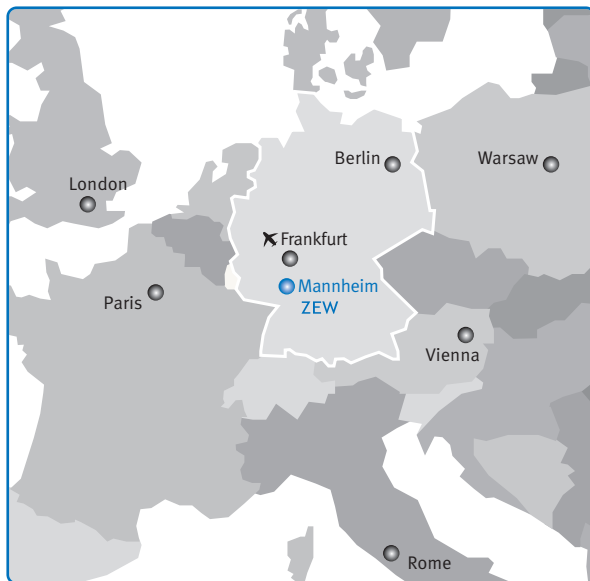 Berlin
Warsaw
London
Frankfurt
Mannheim
ZEW
Paris
Vienna
Rome